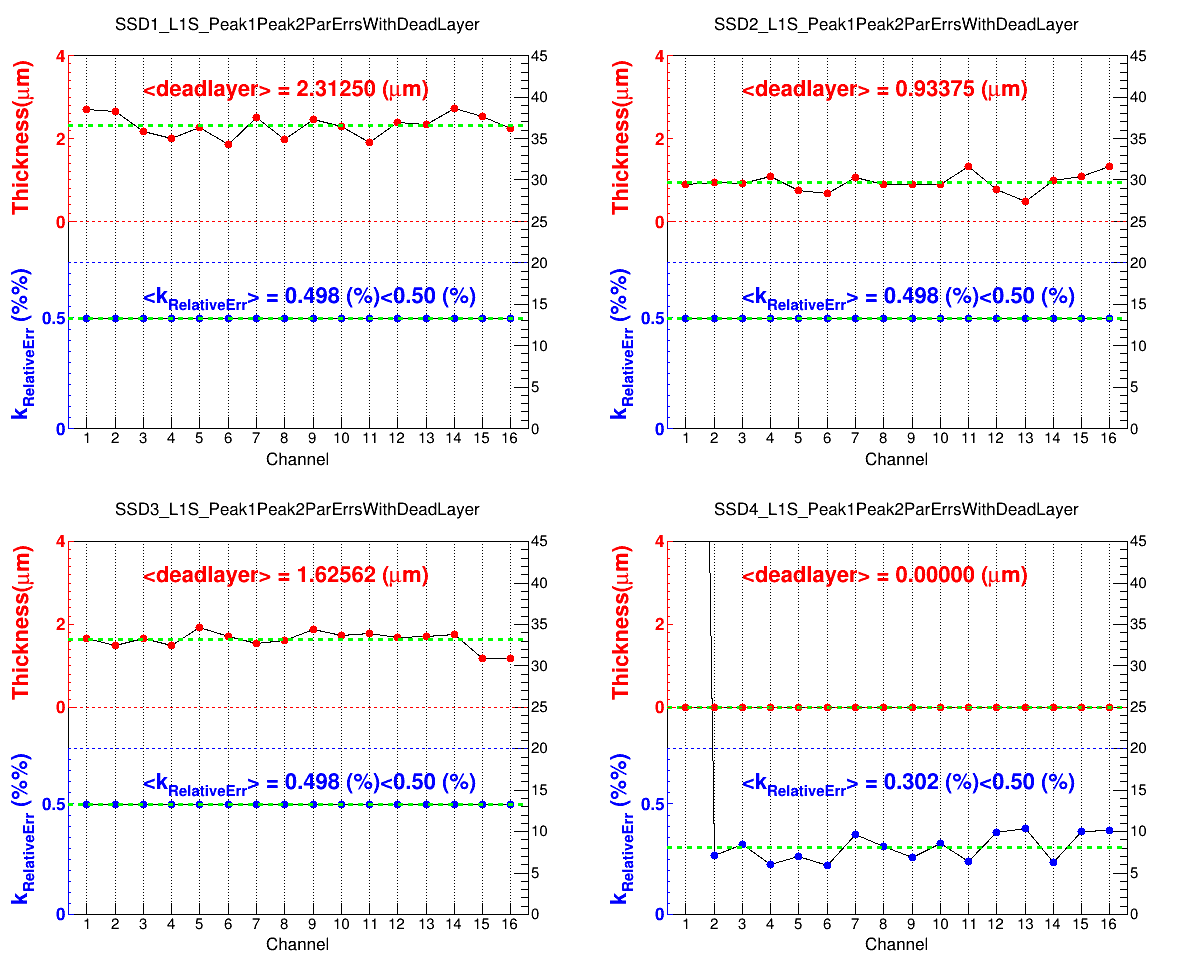 SSD1_L1S_Peak1Peak2ParErrsWithDeadLayer
<deadlayer> = 2.31250 (μm)
Thickness(μm)
4
2
0
<kRelativeErr> = 0.498 (%)<0.50 (%)
kRelativeErr (%%)
0.5
0
45
40
35
30
25
20
15
10
5
0
1 2 3 4 5 6 7 8 9 10 11 12 13 14 15 16
Channel
SSD2_L1S_Peak1Peak2ParErrsWithDeadLayer
<deadlayer> = 0.93375 (μm)
Thickness(μm)
4
2
0
<kRelativeErr> = 0.498 (%)<0.50 (%)
kRelativeErr (%%)
0.5
0
45
40
35
30
25
20
15
10
5
0
1 2 3 4 5 6 7 8 9 10 11 12 13 14 15 16
Channel
SSD3_L1S_Peak1Peak2ParErrsWithDeadLayer
<deadlayer> = 1.62562 (μm)
Thickness(μm)
4
2
0
<kRelativeErr> = 0.498 (%)<0.50 (%)
kRelativeErr (%%)
0.5
0
45
40
35
30
25
20
15
10
5
0
1 2 3 4 5 6 7 8 9 10 11 12 13 14 15 16
Channel
SSD4_L1S_Peak1Peak2ParErrsWithDeadLayer
<deadlayer> = 0.00000 (μm)
Thickness(μm)
4
2
0
<kRelativeErr> = 0.302 (%)<0.50 (%)
kRelativeErr (%%)
0.5
0
45
40
35
30
25
20
15
10
5
0
1 2 3 4 5 6 7 8 9 10 11 12 13 14 15 16
Channel